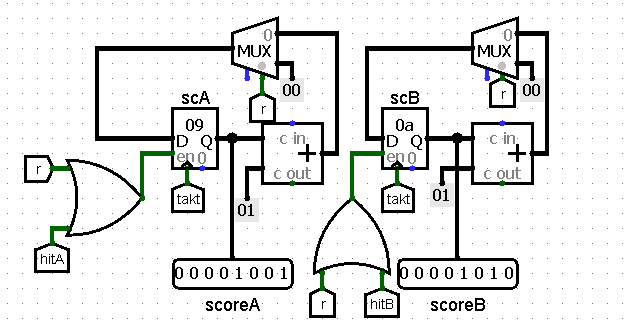 0
0
MUX
MUX
00
00
r
r
scA
scB
09
0a
D Q
c in
+
D Q
c in
+
en 0
c out
en 0
c out
r
takt
01
takt
01
hitA
0 0 0 0 1 0 0 1
0 0 0 0 1 0 1 0
scoreA
r
hitB
scoreB